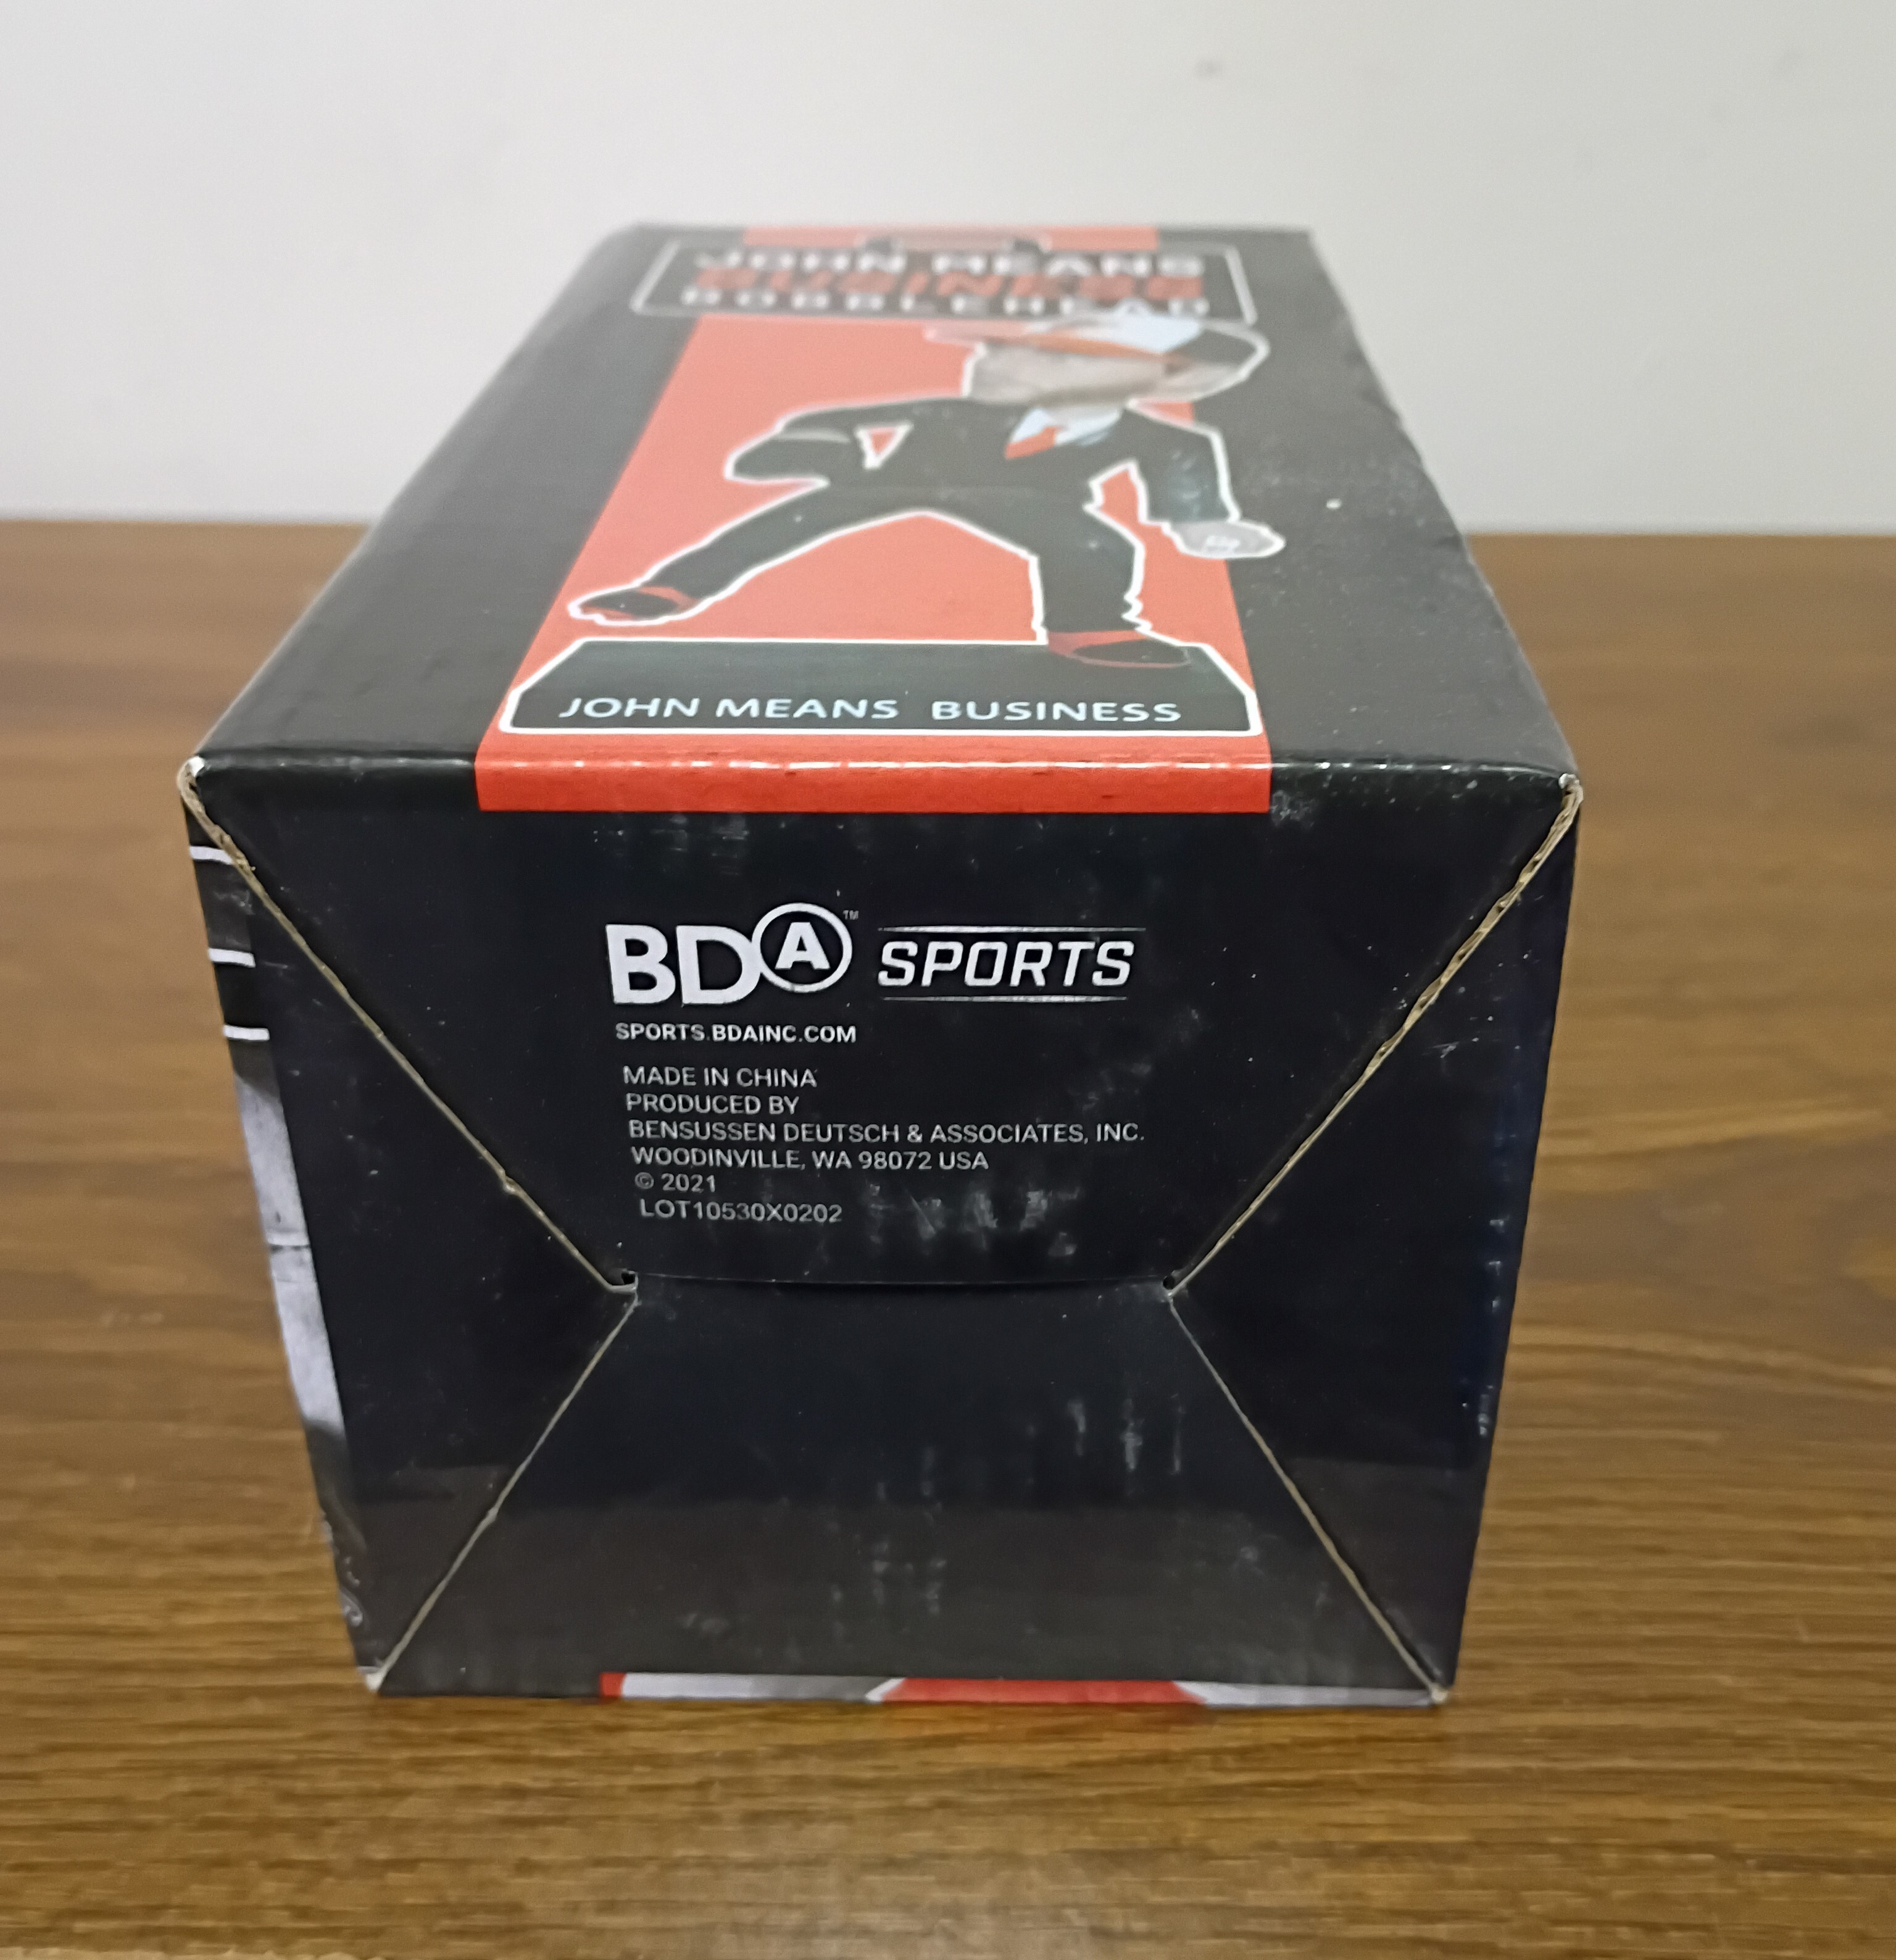 JOHN MEANS
BUSINESS
BOBBLEHEAD
JOHN MEANS BUSINESS
BDA™ SPORTS
SPORTS.BDAINC.COM
MADE IN CHINA
PRODUCED BY
BENSUSSEN DEUTSCH & ASSOCIATES, INC.
WOODINVILLE, WA 98072 USA
© 2021
LOT10530X0202